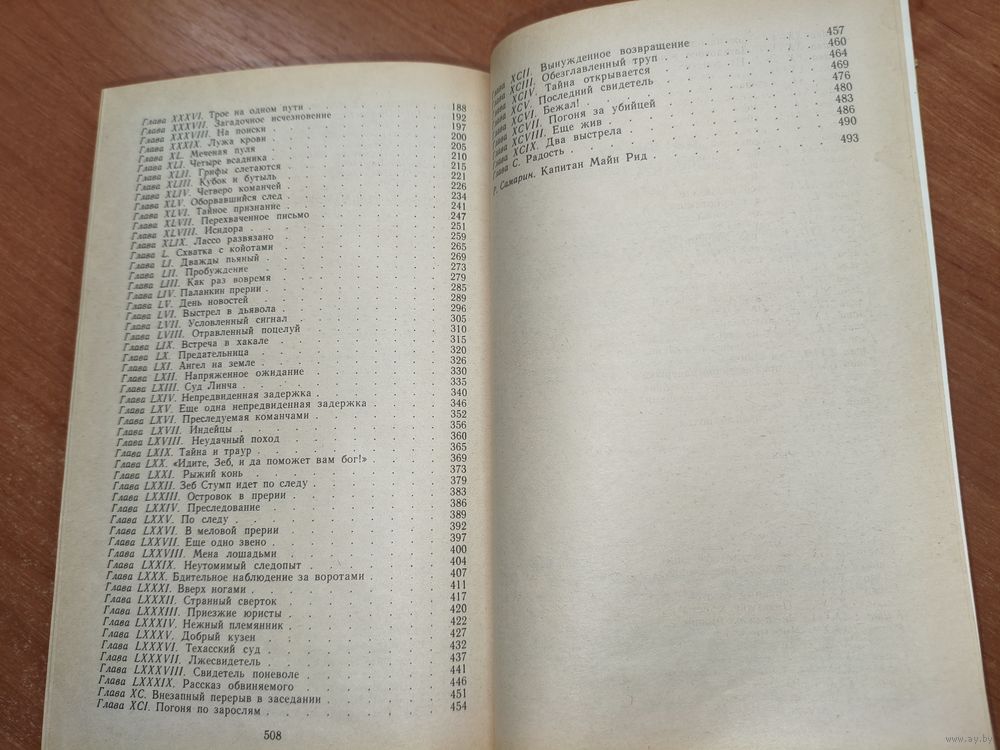 Глава XXXVI. Трое на одном пути . . . 188
Глава XXXVII. Загадочное исчезновение . . . 192
Глава XXXVIII. На поиски . . . 197
Глава XXXIX. Лужа крови . . . 200
Глава XL. Меченая пуля . . . 205
Глава XLI. Четыре всадника . . . 210
Глава XLII. Грифы слетаются . . . 215
Глава XLIII. Кубок и бутыль . . . 221
Глава XLIV. Четверо команчей . . . 226
Глава XLV. Оборвавшийся след . . . 234
Глава XLVI. Тайное признание . . . 241
Глава XLVII. Перехваченное письмо . . . 247
Глава XLVIII. Исидора . . . 251
Глава XLIX. Лассо развязано . . . 259
Глава L. Схватка с койотами . . . 265
Глава LI. Дважды пьяный . . . 269
Глава LII. Пробуждение . . . 273
Глава LIII. Как раз вовремя . . . 279
Глава LIV. Паланкин прерии . . . 285
Глава LV. День новостей . . . 289
Глава LVI. Выстрел в дьявола . . . 296
Глава LVII. Условленный сигнал . . . 305
Глава LVIII. Отравленный поцелуй . . . 310
Глава LIX. Встреча в хакале . . . 315
Глава LX. Предательница . . . 320
Глава LXI. Ангел на земле . . . 326
Глава LXII. Напряженное ожидание . . . 330
Глава LXIII. Суд Линча . . . 335
Глава LXIV. Непредвиденная задержка . . . 340
Глава LXV. Еще одна непредвиденная задержка . . . 346
Глава LXVI. Преследуемая команчами . . . 352
Глава LXVII. Индейцы . . . 356
Глава LXVIII. Неудачный поход . . . 360
Глава LXIX. Тайна и траур . . . 365
Глава LXX. «Идите, Зеб, и да поможет вам бог!» . . . 369
Глава LXXI. Рыжий конь . . . 373
Глава LXXII. Зеб Стумп идет по следу . . . 379
Глава LXXIII. Островок в прерии . . . 383
Глава LXXIV. Преследование . . . 386
Глава LXXV. По следу . . . 389
Глава LXXVI. В меловой прерии . . . 392
Глава LXXVII. Еще одно звено . . . 397
Глава LXXVIII. Мена лошадьми . . . 400
Глава LXXIX. Неутомимый следопыт . . . 404
Глава LXXX. Бдительное наблюдение за воротами . . . 407
Глава LXXXI. Вверх ногами . . . 411
Глава LXXXII. Странный сверток . . . 417
Глава LXXXIII. Приезжие юристы . . . 420
Глава LXXXIV. Нежный племянник . . . 422
Глава LXXXV. Добрый кузен . . . 427
Глава LXXXVI. Техасский суд . . . 432
Глава LXXXVII. Лжесвидетель . . . 437
Глава LXXXVIII. Свидетель поневоле . . . 441
Глава LXXXIX. Рассказ обвиняемого . . . 446
Глава XC. Внезапный перерыв в заседании . . . 451
Глава XCI. Погоня по зарослям . . . 454
508
Глава XCII. Вынужденное возвращение . . . 457
Глава XCIII. Обезглавленный труп . . . 460
Глава XCIV. Тайна открывается . . . 464
Глава XCV. Последний свидетель . . . 469
Глава XCVI. Бежал! . . . 476
Глава XCVII. Погоня за убийцей . . . 480
Глава XCVIII. Еще жив . . . 483
Глава XCIX. Два выстрела . . . 486
Глава C. Радость . . . 490
Р. Самарин. Капитан Майн Рид . . . 493
www.ay.by